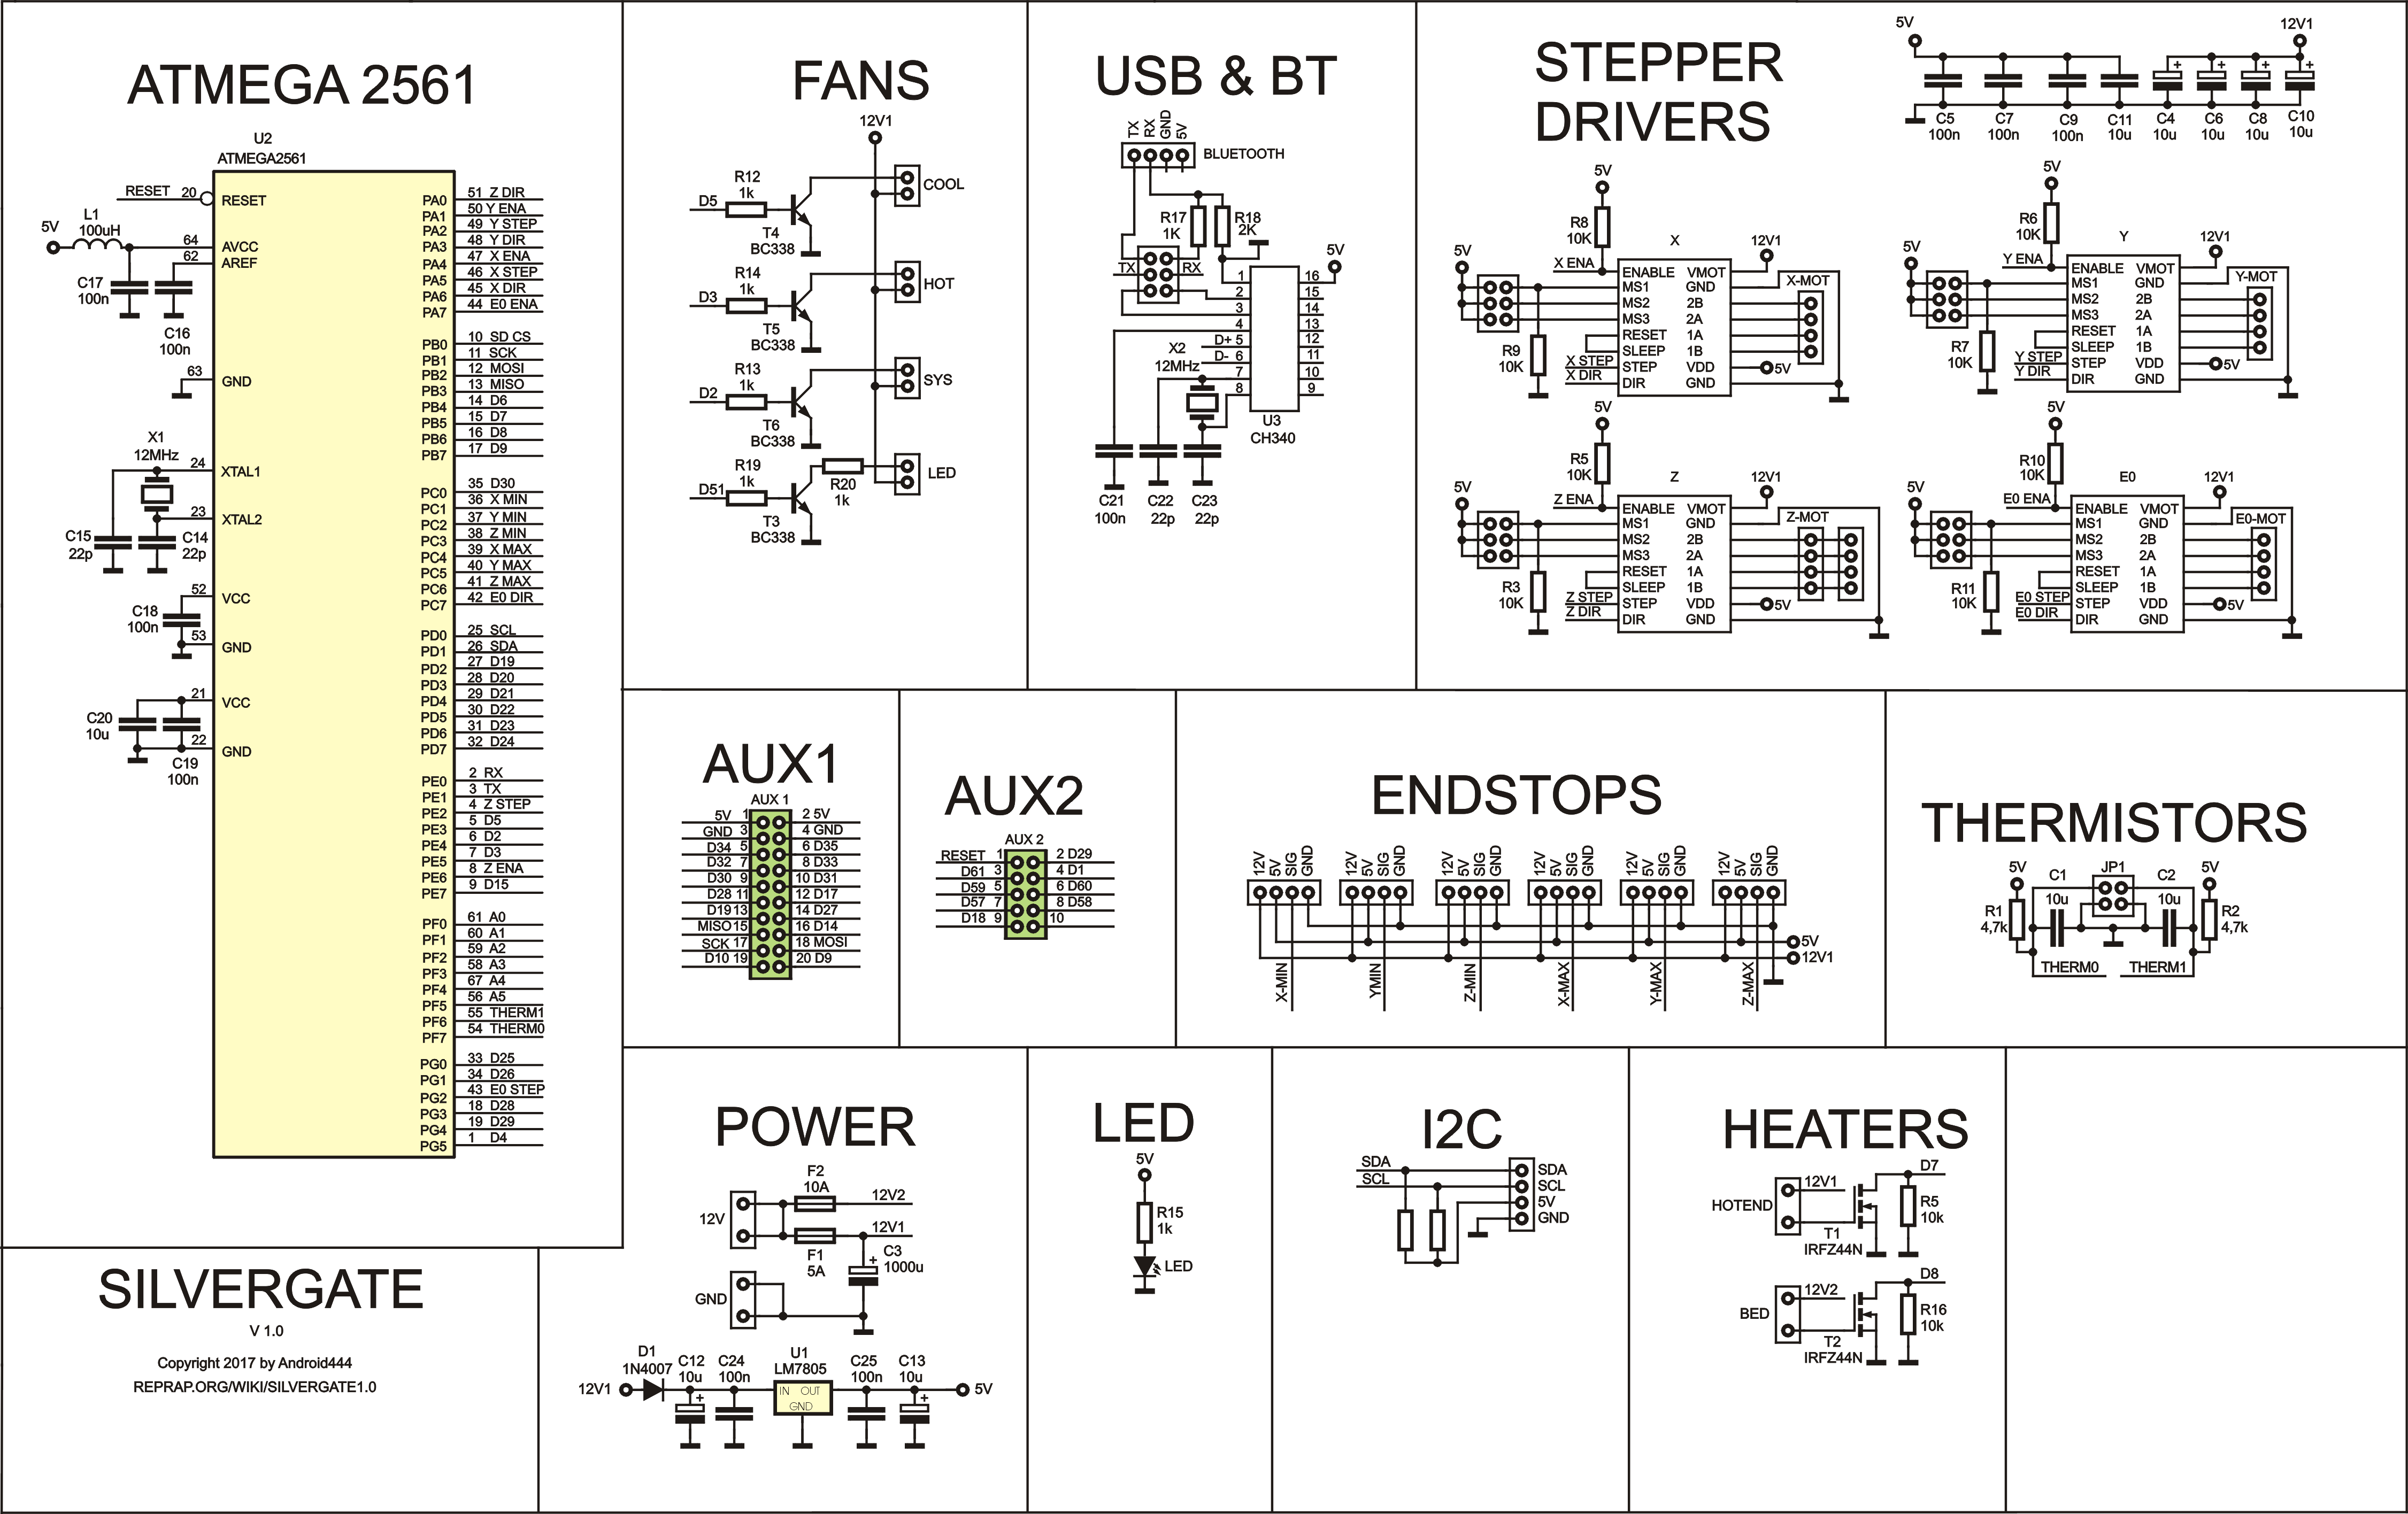 ATMEGA 2561
U2
ATMEGA2561
RESET 20 RESET
L1
100uH
5V
64 AVCC
62 AREF
C17
100n
C16
100n
63 GND
X1
12MHz
24 XTAL1
23 XTAL2
C15
22p
C14
22p
52 VCC
C18
100n
53 GND
21 VCC
C20
10u
22 GND
C19
100n
PA0 51 Z DIR
PA1 50 Y ENA
PA2 49 Y STEP
PA3 48 Y DIR
PA4 47 X ENA
PA5 46 X STEP
PA6 45 X DIR
PA7 44 E0 ENA
PB0 10 SD CS
PB1 11 SCK
PB2 12 MOSI
PB3 13 MISO
PB4 14 D6
PB5 15 D7
PB6 16 D8
PB7 17 D9
PC0 35 D30
PC1 36 X MIN
PC2 37 Y MIN
PC3 38 Z MIN
PC4 39 X MAX
PC5 40 Y MAX
PC6 41 Z MAX
PC7 42 E0 DIR
PD0 25 SCL
PD1 26 SDA
PD2 27 D19
PD3 28 D20
PD4 29 D21
PD5 30 D22
PD6 31 D23
PD7 32 D24
PE0 2 RX
PE1 3 TX
PE2 4 Z STEP
PE3 5 D5
PE4 6 D2
PE5 7 D3
PE6 8 Z ENA
PE7 9 D15
PF0 61 A0
PF1 60 A1
PF2 59 A2
PF3 58 A3
PF4 67 A4
PF5 56 A5
PF6 55 THERM1
PF7 54 THERM0
PG0 33 D25
PG1 34 D26
PG2 43 E0 STEP
PG3 18 D28
PG4 19 D29
PG5 1 D4
FANS
12V1
R12
1k
D5
T4
BC338
COOL
R14
1k
D3
T5
BC338
HOT
R13
1k
D2
T6
BC338
SYS
R19
1k
D51
T3
BC338
R20
1k
LED
USB & BT
TX RX GND 5V
BLUETOOTH
R17
1K
R18
2K
TX RX
5V
1 16
2 15
3 14
4 13
D+ 5 12
D- 6 11
7 10
8 9
X2
12MHz
U3
CH340
C21
100n
C22
22p
C23
22p
STEPPER
DRIVERS
5V
12V1
C5
100n
C7
100n
C9
100n
C11
10u
C4
10u
C6
10u
C8
10u
C10
10u
5V
R8
10K
X
5V
X ENA
12V1
ENABLE VMOT
MS1 GND
MS2 2B
MS3 2A
RESET 1A
SLEEP 1B
STEP VDD
DIR GND
X-MOT
R9
10K
X STEP
X DIR
5V
5V
R6
10K
Y
5V
Y ENA
12V1
ENABLE VMOT
MS1 GND
MS2 2B
MS3 2A
RESET 1A
SLEEP 1B
STEP VDD
DIR GND
Y-MOT
R7
10K
Y STEP
Y DIR
5V
5V
R5
10K
Z
5V
Z ENA
12V1
ENABLE VMOT
MS1 GND
MS2 2B
MS3 2A
RESET 1A
SLEEP 1B
STEP VDD
DIR GND
Z-MOT
R3
10K
Z STEP
Z DIR
5V
5V
R10
10K
E0
5V
E0 ENA
12V1
ENABLE VMOT
MS1 GND
MS2 2B
MS3 2A
RESET 1A
SLEEP 1B
STEP VDD
DIR GND
E0-MOT
R11
10K
E0 STEP
E0 DIR
5V
AUX1
AUX 1
5V 1 2 5V
GND 3 4 GND
D34 5 6 D35
D32 7 8 D33
D30 9 10 D31
D28 11 12 D17
D19 13 14 D27
MISO 15 16 D14
SCK 17 18 MOSI
D10 19 20 D9
AUX2
AUX 2
RESET 1 2 D29
D61 3 4 D1
D59 5 6 D60
D57 7 8 D58
D18 9 10
ENDSTOPS
12V 5V SIG GND 12V 5V SIG GND 12V 5V SIG GND 12V 5V SIG GND 12V 5V SIG GND 12V 5V SIG GND
5V
12V1
X-MIN YMIN Z-MIN X-MAX Y-MAX Z-MAX
THERMISTORS
5V C1 JP1 C2 5V
10u 10u
R1
4,7k
R2
4,7k
THERM0 THERM1
POWER
F2
10A
12V2
12V
12V1
F1
5A
C3
1000u
GND
D1
1N4007
C12
10u
C24
100n
U1
LM7805
C25
100n
C13
10u
12V1
IN OUT
GND
5V
LED
5V
R15
1k
LED
I2C
SDA SDA
SCL SCL
5V
GND
HEATERS
D7
12V1
HOTEND
R5
10k
T1
IRFZ44N
D8
12V2
BED
R16
10k
T2
IRFZ44N
SILVERGATE
V 1.0
Copyright 2017 by Android444
REPRAP.ORG/WIKI/SILVERGATE1.0